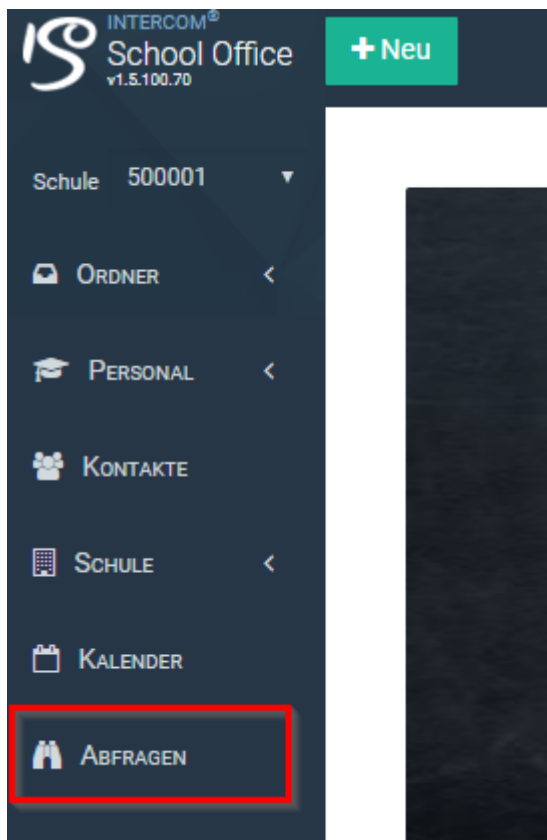 INTERCOM®
School Office
v1.5.100.70
+ Neu
Schule 500001
ORDNER
PERSONAL
KONTAKTE
SCHULE
KALENDER
ABFRAGEN